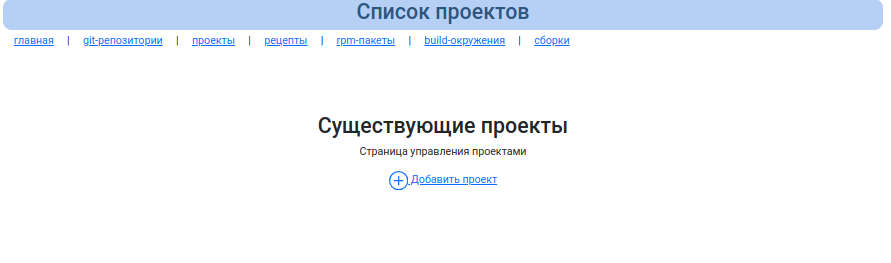 Список проектов
главная | git-репозитории | проекты | рецепты | rpm-пакеты | build-окружения | сборки
Существующие проекты
Страница управления проектами
Добавить проект